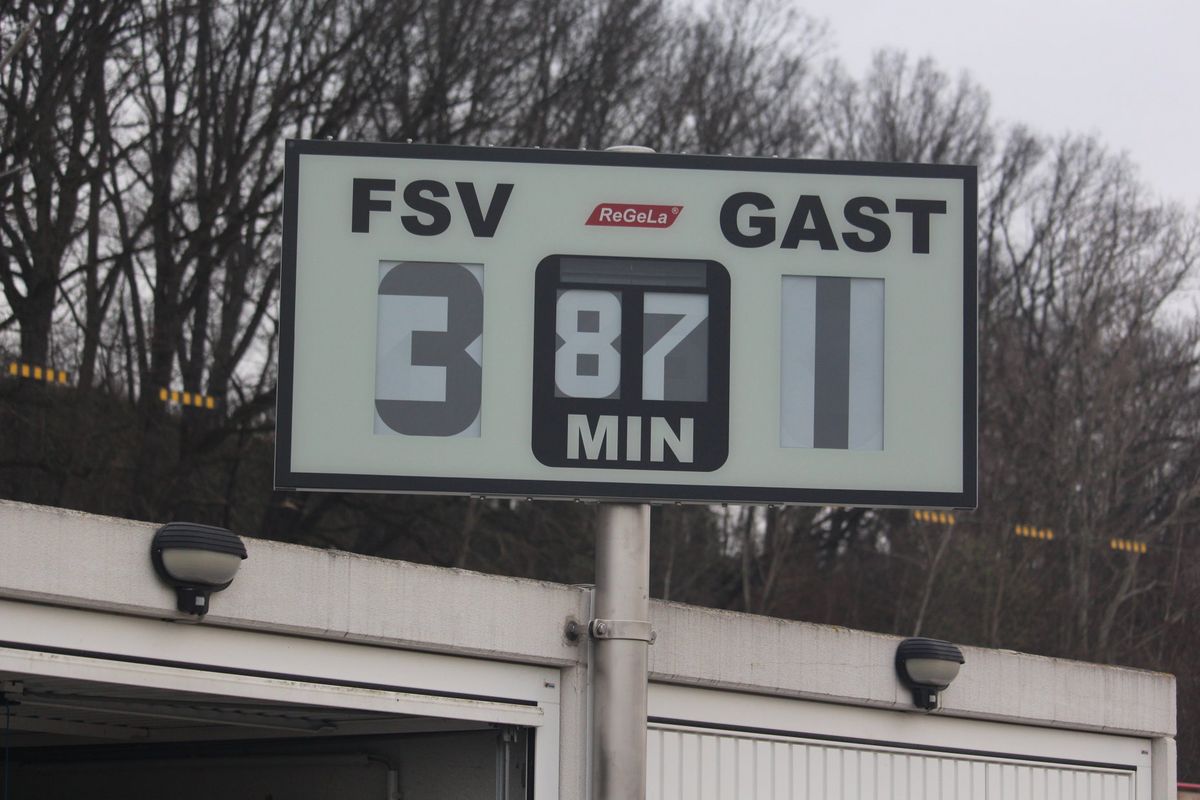 FSV ReGeLa® GAST
3 87 1
MIN